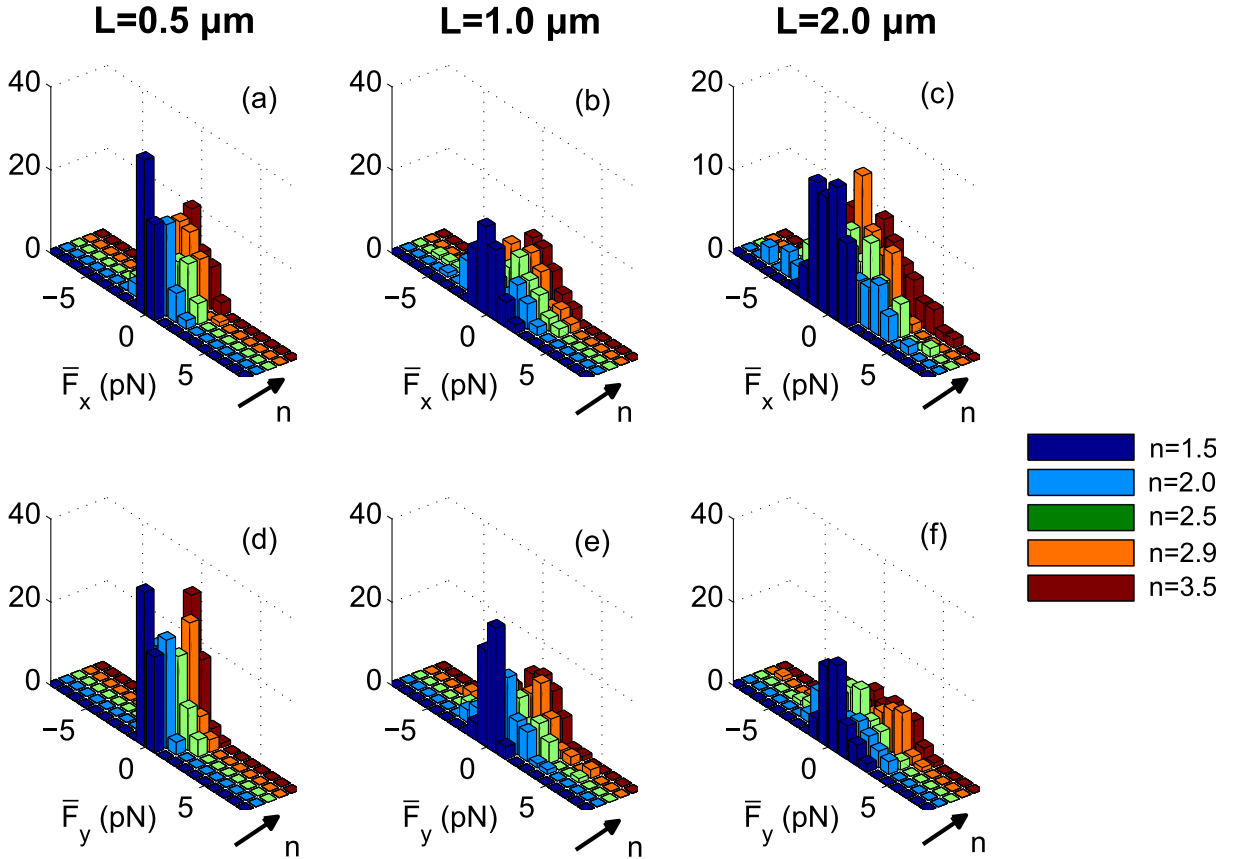 L=0.5 µm L=1.0 µm L=2.0 µm
(a) (b) (c)
40 40 20
20 20 10
0 0 0
−5 −5 −5
0 0 0
5 5 5
F̅x (pN) F̅x (pN) F̅x (pN)
n n n
n=1.5
n=2.0
n=2.5
n=2.9
n=3.5
(d) (e) (f)
40 40 40
20 20 20
0 0 0
−5 −5 −5
0 0 0
5 5 5
F̅y (pN) F̅y (pN) F̅y (pN)
n n n